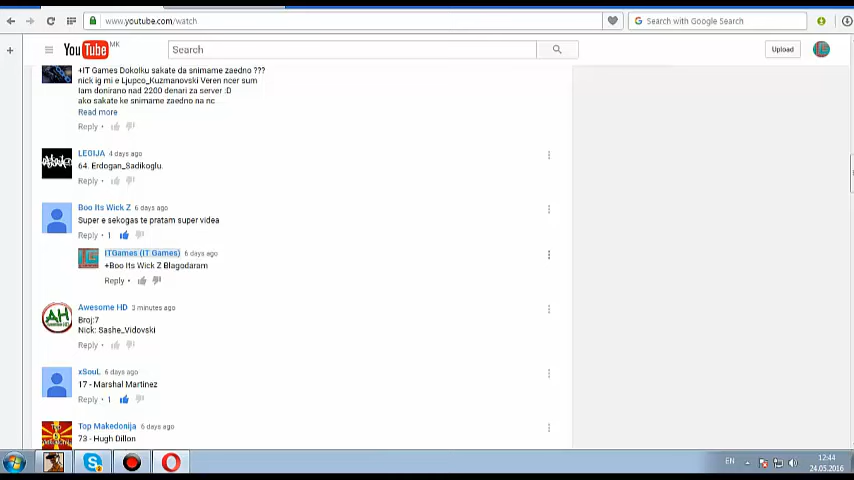 www.youtube.com/watch
Search with Google Search
YouTube MK
Search
Upload
+IT Games Dokolku sakate da snimame zaedno ???
nick ig mi e Ljupco_Kuzmanovski Veren ncer sum
Iam donirano nad 2200 denari za server :D
ako sakate ke snimame zaedno na nc
Read more
Reply •
LEGIJA 4 days ago
64. Erdogan_Sadikoglu.
Reply •
Boo Its Wick Z 6 days ago
Super e sekogas te pratam super videa
Reply • 1
ITGames (IT Games) 6 days ago
+Boo Its Wick Z Blagodaram
Reply •
Awesome HD 3 minutes ago
Broj:7
Nick: Sashe_Vidovski
Reply •
xSouL 6 days ago
17 - Marshal Martinez
Reply • 1
Top Makedonija 6 days ago
73 - Hugh Dillon
EN
12:44
24.05.2016